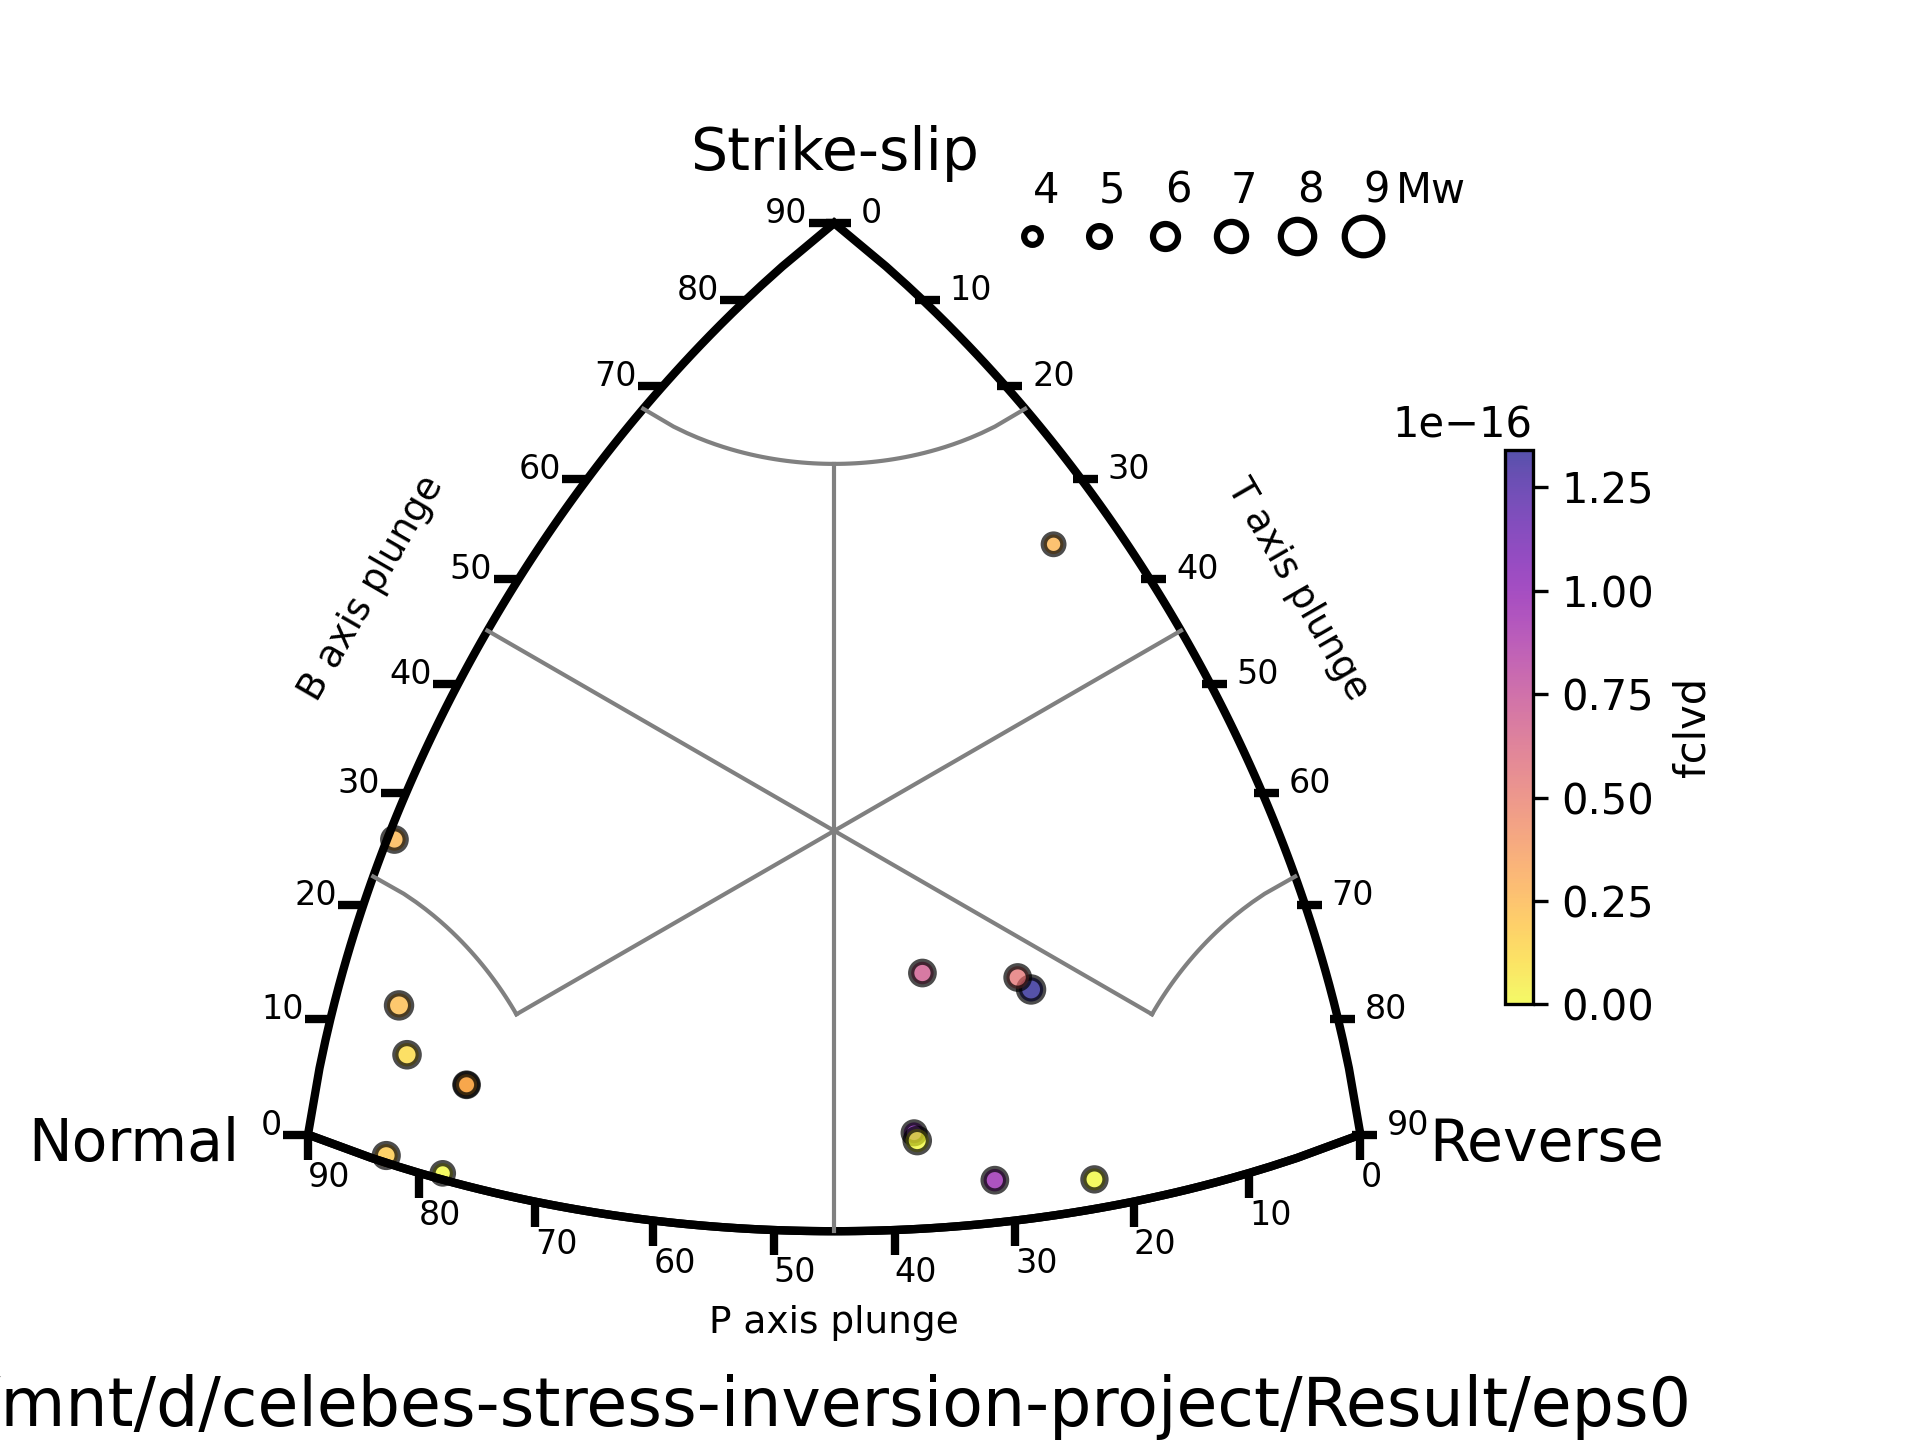 Strike-slip
4 5 6 7 8 9 Mw
90 0
80 10
70 20
60 30
1e−16
50 40
40 50
30 60
20 70
10 80
0 90
B axis plunge
T axis plunge
1.25
1.00
0.75
0.50
0.25
0.00
fclvd
Normal
Reverse
90 80 70 60 50 40 30 20 10 0
P axis plunge
mnt/d/celebes-stress-inversion-project/Result/eps0